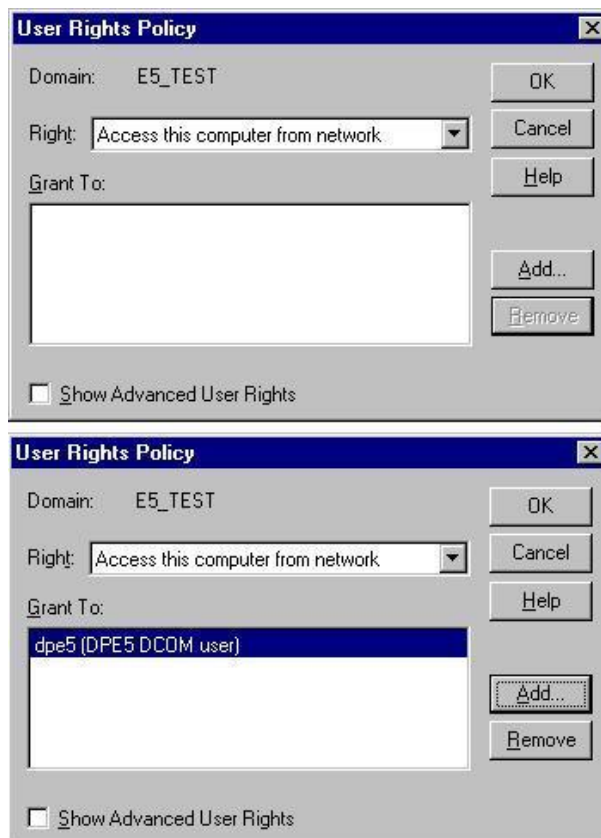 User Rights Policy
Domain: E5_TEST
OK
Right: Access this computer from network
Cancel
Grant To:
Help
Add...
Remove
Show Advanced User Rights
User Rights Policy
Domain: E5_TEST
OK
Right: Access this computer from network
Cancel
Grant To:
Help
dpe5 (DPE5 DCOM user)
Add...
Remove
Show Advanced User Rights